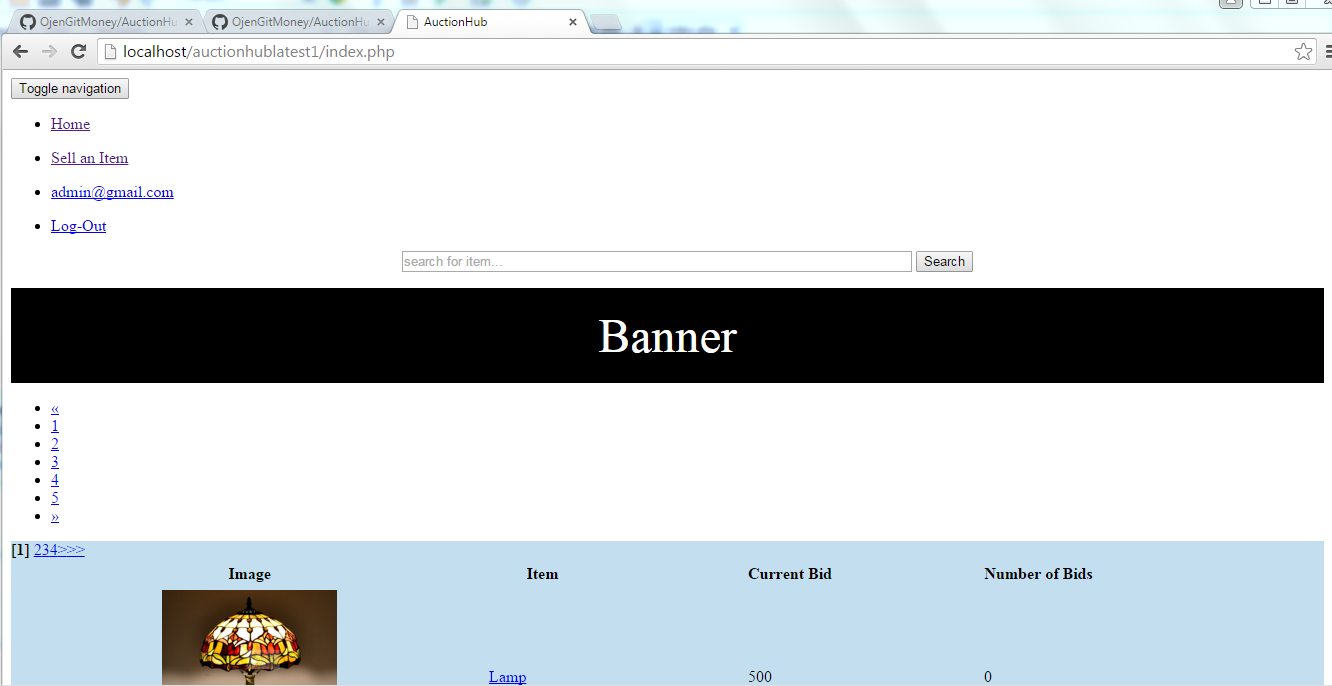 OjenGitMoney/AuctionHu
OjenGitMoney/AuctionHu
AuctionHub
localhost/auctionhublatest1/index.php
Toggle navigation
Home
Sell an Item
admin@gmail.com
Log-Out
search for item... Search
Banner
«
1
2
3
4
5
»
[1] 234>>>
Image Item Current Bid Number of Bids
Lamp 500 0